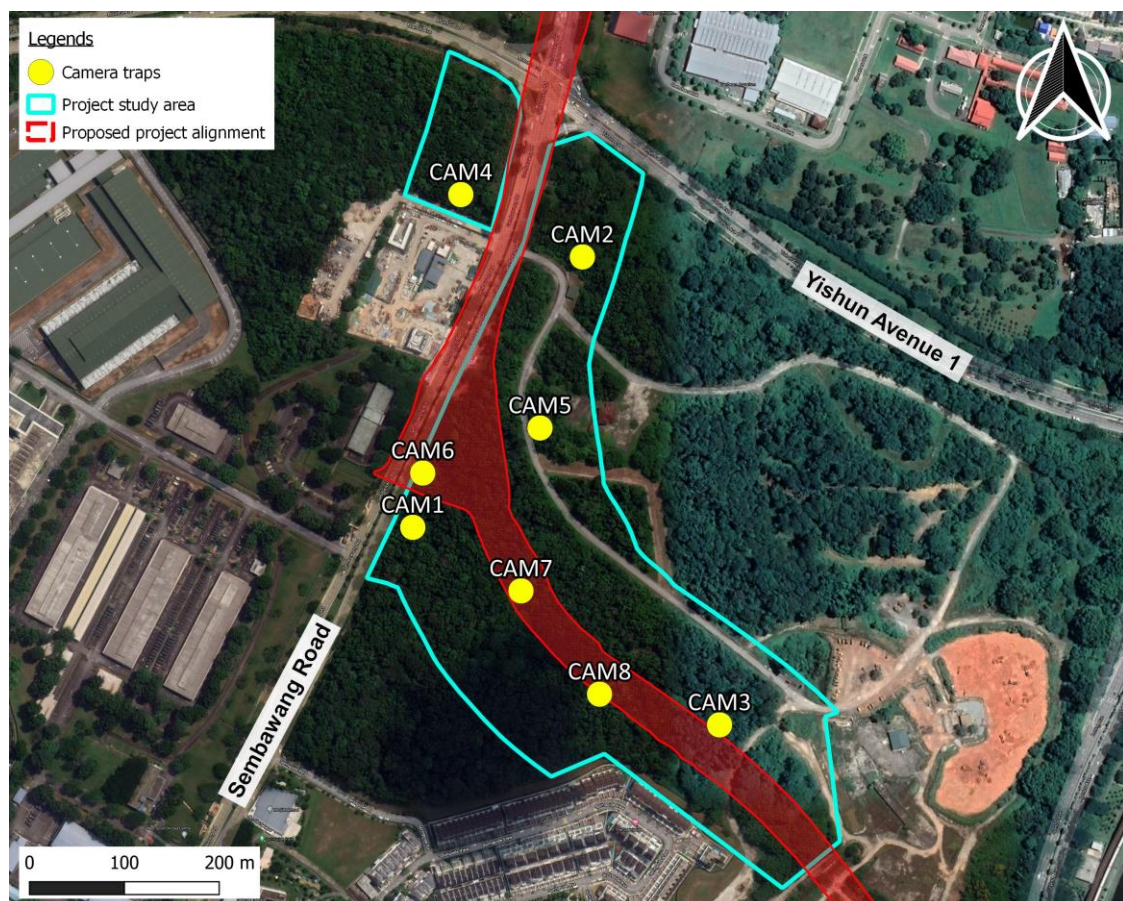 Legends
Camera traps
Project study area
Proposed project alignment
CAM4
CAM2
Yishun Avenue 1
CAM5
CAM6
CAM1
CAM7
CAM8
CAM3
Sembawang Road
0 100 200 m